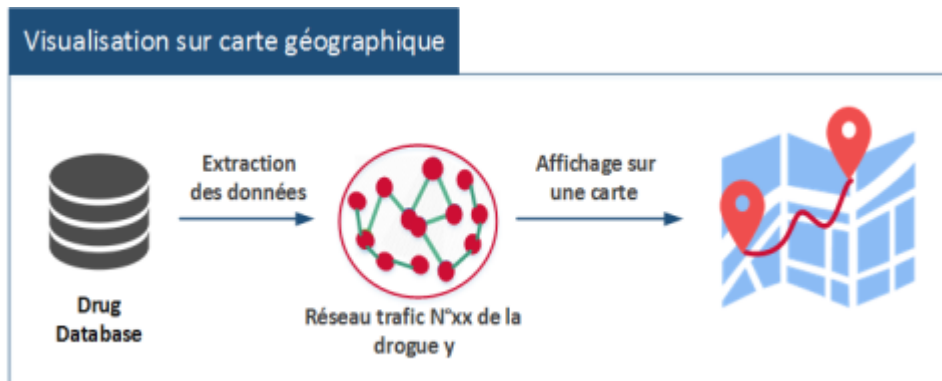 Visualisation sur carte géographique
Extraction
des données
Affichage sur
une carte
Drug
Database
Réseau trafic N°xx de la
drogue y